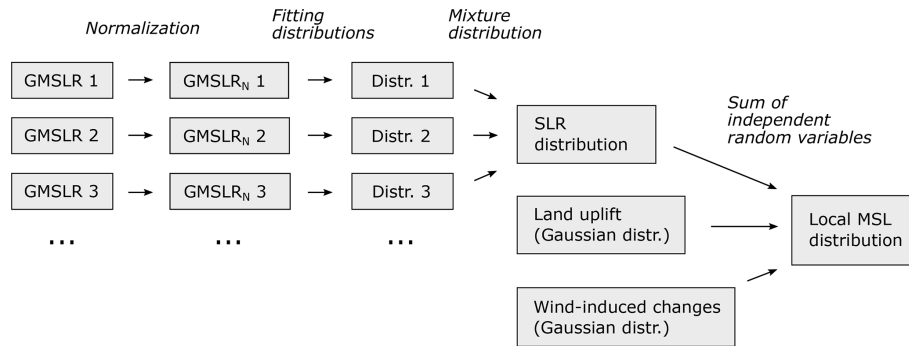 Normalization
Fitting
distributions
Mixture
distribution
GMSLR 1
GMSLR_N 1
Distr. 1
GMSLR 2
GMSLR_N 2
Distr. 2
GMSLR 3
GMSLR_N 3
Distr. 3
...
...
...
SLR
distribution
Sum of
independent
random variables
Land uplift
(Gaussian distr.)
Wind-induced changes
(Gaussian distr.)
Local MSL
distribution